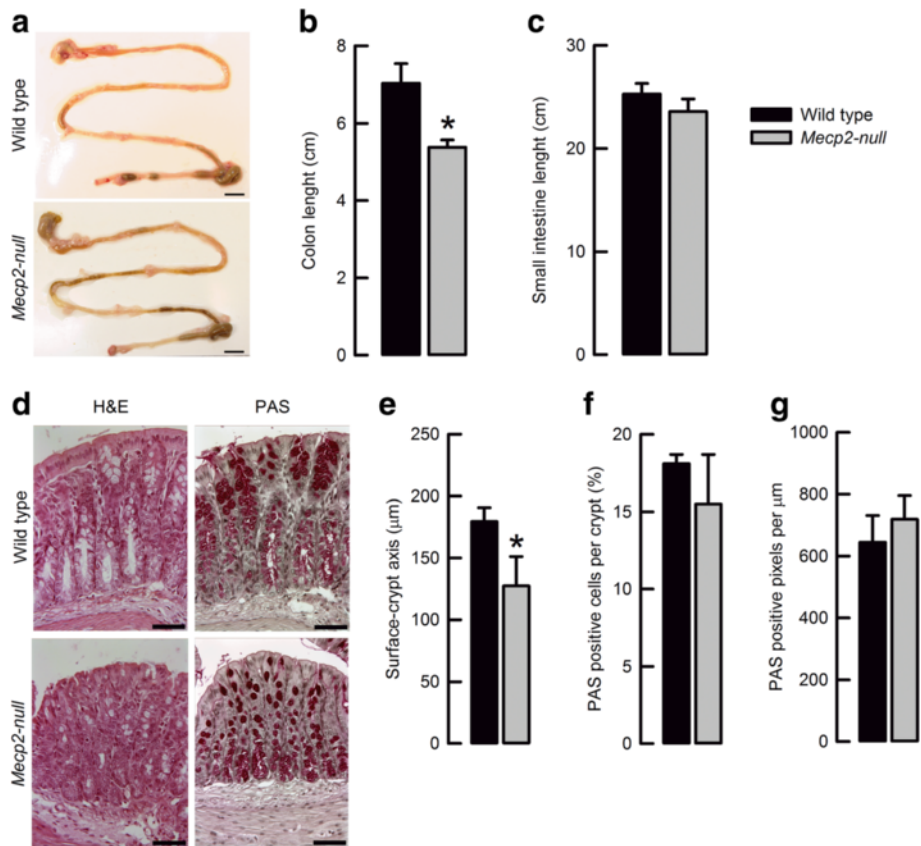 a
Wild type
Mecp2-null
b
Colon lenght (cm)
8
6
4
2
0
*
c
Small intestine lenght (cm)
30
20
10
0
Wild type
Mecp2-null
d
H&E
PAS
Wild type
Mecp2-null
e
Surface-crypt axis (μm)
250
200
150
100
50
0
*
f
PAS positive cells per crypt (%)
20
15
10
5
0
g
PAS positive pixels per μm
1000
800
600
400
200
0